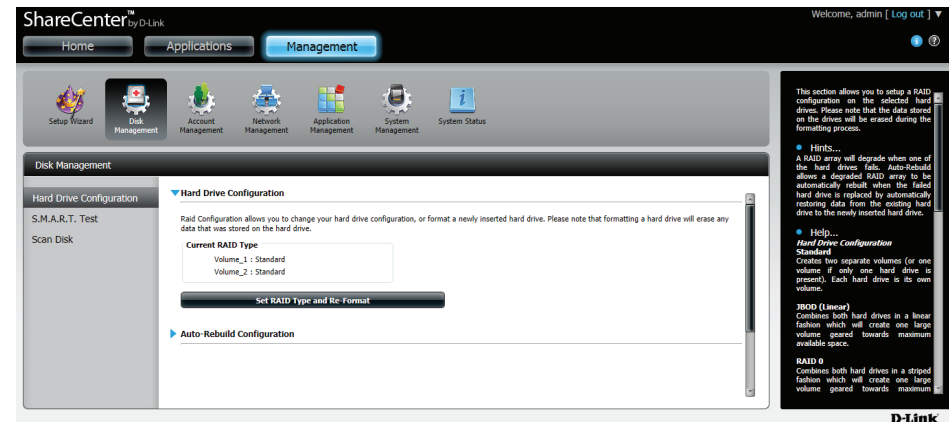 ShareCenter™ by D-Link
Welcome, admin [ Log out ] ▼
Home Applications Management
Setup Wizard
Disk
Management
Account
Management
Network
Management
Application
Management
System
Management
System Status
Disk Management
Hard Drive Configuration
S.M.A.R.T. Test
Scan Disk
Hard Drive Configuration
Raid Configuration allows you to change your hard drive configuration, or format a newly inserted hard drive. Please note that formatting a hard drive will erase any
data that was stored on the hard drive.
Current RAID Type
Volume_1 : Standard
Volume_2 : Standard
Set RAID Type and Re-Format
Auto-Rebuild Configuration
This section allows you to setup a RAID
configuration on the selected hard
drives. Please note that the data stored
on the drives will be erased during the
formatting process.
Hints...
A RAID array will degrade when one of
the hard drives fails. Auto-Rebuild
allows a degraded RAID array to be
automatically rebuilt when the failed
hard drive is replaced by automatically
restoring data from the existing hard
drive to the newly inserted hard drive.
Help...
Hard Drive Configuration
Standard
Creates two separate volumes (or one
volume if only one hard drive is
present). Each hard drive is its own
volume.
JBOD (Linear)
Combines both hard drives in a linear
fashion which will create one large
volume geared towards maximum
available space.
RAID 0
Combines both hard drives in a striped
fashion which will create one large
volume geared towards maximum
D-Link